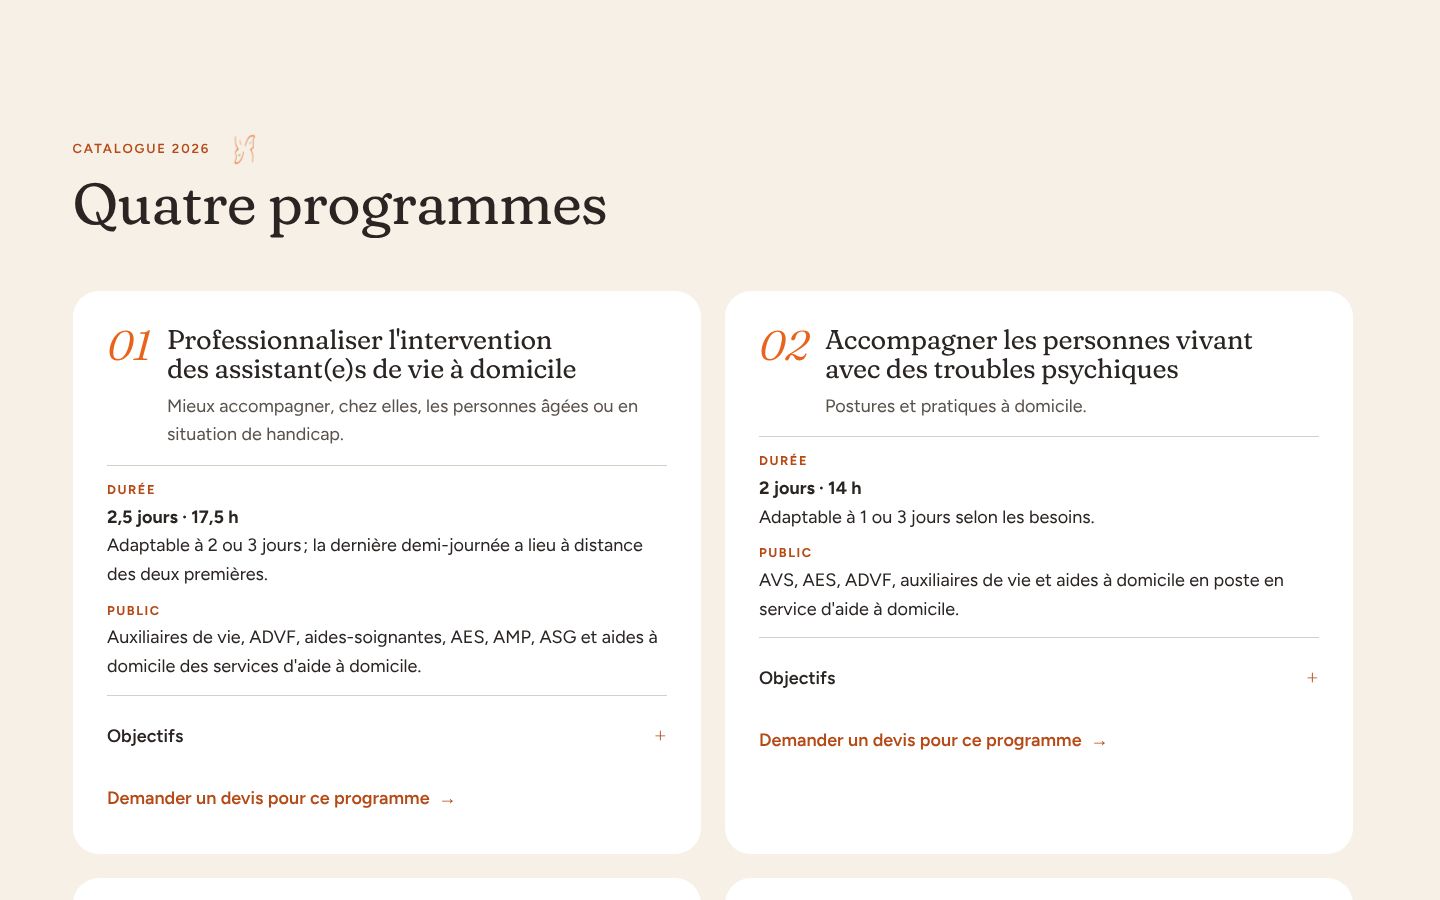 CATALOGUE 2026
Quatre programmes
01
Professionnaliser l'intervention
des assistant(e)s de vie à domicile
Mieux accompagner, chez elles, les personnes âgées ou en
situation de handicap.
DURÉE
2,5 jours · 17,5 h
Adaptable à 2 ou 3 jours ; la dernière demi-journée a lieu à distance
des deux premières.
PUBLIC
Auxiliaires de vie, ADVF, aides-soignantes, AES, AMP, ASG et aides à
domicile des services d'aide à domicile.
Objectifs +
Demander un devis pour ce programme →
02
Accompagner les personnes vivant
avec des troubles psychiques
Postures et pratiques à domicile.
DURÉE
2 jours · 14 h
Adaptable à 1 ou 3 jours selon les besoins.
PUBLIC
AVS, AES, ADVF, auxiliaires de vie et aides à domicile en poste en
service d'aide à domicile.
Objectifs +
Demander un devis pour ce programme →